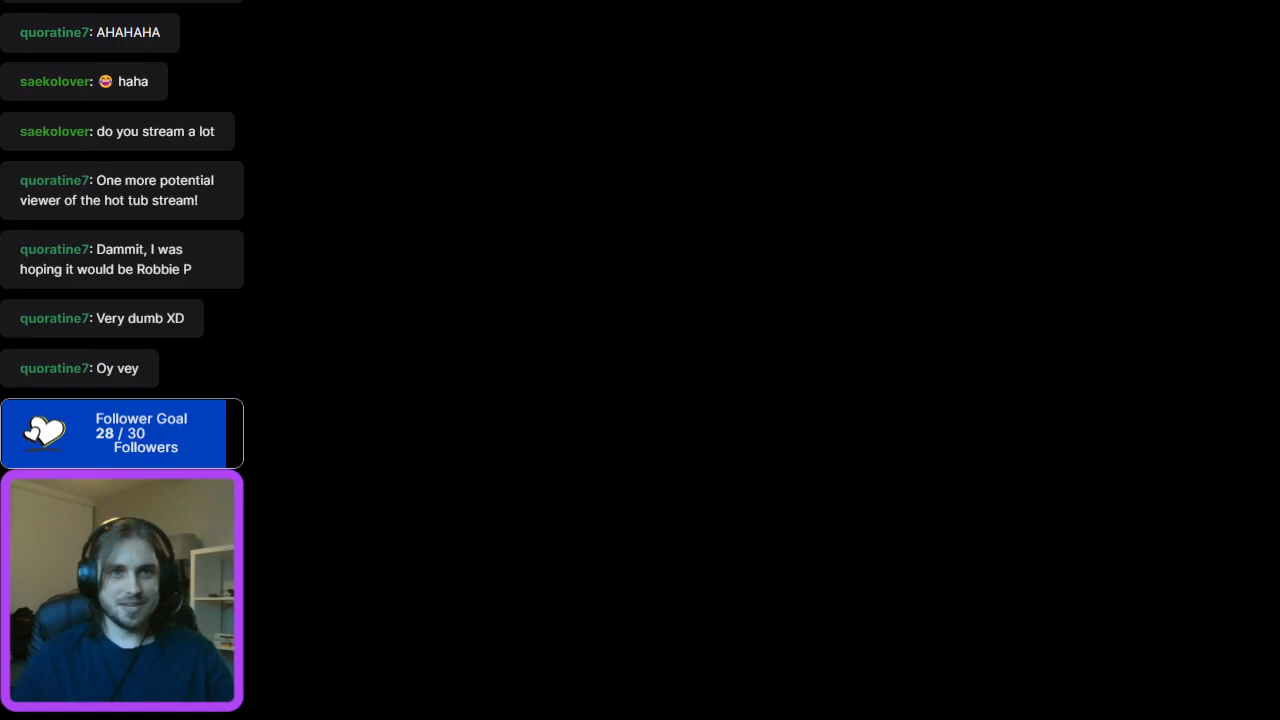 quoratine7: AHAHAHA
saekolover: 😂 haha
saekolover: do you stream a lot
quoratine7: One more potential
viewer of the hot tub stream!
quoratine7: Dammit, I was
hoping it would be Robbie P
quoratine7: Very dumb XD
quoratine7: Oy vey
Follower Goal
28 / 30
Followers